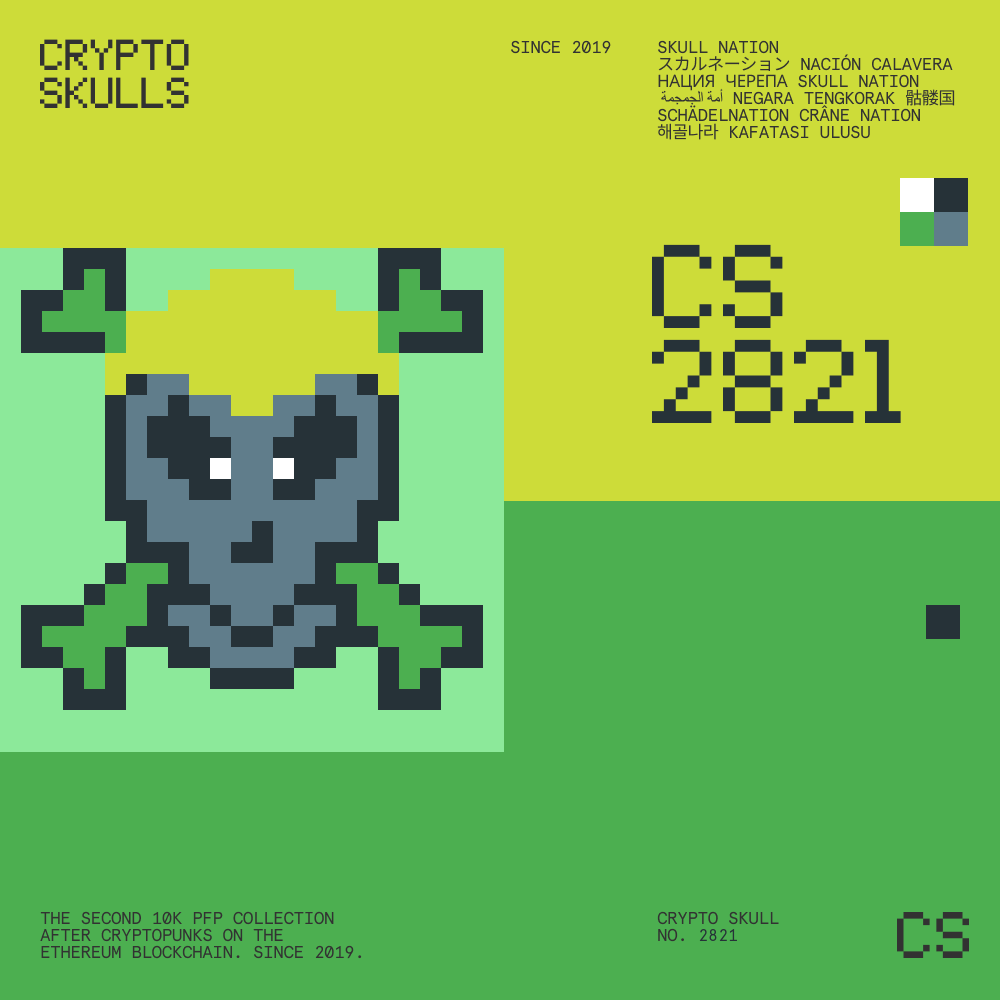 CRYPTO
SKULLS
SINCE 2019
SKULL NATION
スカルネーション NACIÓN CALAVERA
НАЦИЯ ЧЕРЕПА SKULL NATION
أمة الجمجمة NEGARA TENGKORAK 骷髅国
SCHÄDELNATION CRÂNE NATION
해골나라 KAFATASI ULUSU
CS
2821
THE SECOND 10K PFP COLLECTION
AFTER CRYPTOPUNKS ON THE
ETHEREUM BLOCKCHAIN. SINCE 2019.
CRYPTO SKULL
NO. 2821
CS